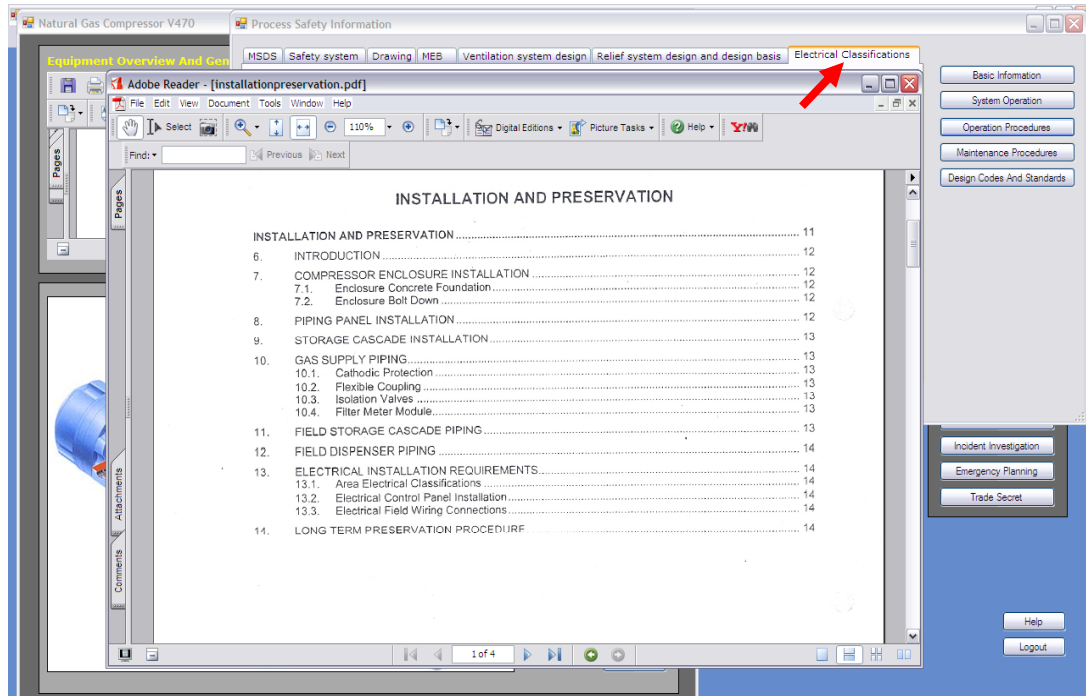 Natural Gas Compressor V470
Process Safety Information
MSDS Safety system Drawing MEB Ventilation system design Relief system design and design basis Electrical Classifications
Equipment Overview And Gen
Adobe Reader - [installationpreservation.pdf]
File Edit View Document Tools Window Help
Select 110% Digital Editions Picture Tasks Help Y!
Find: Previous Next
Pages
Pages
Attachments
Comments
INSTALLATION AND PRESERVATION
INSTALLATION AND PRESERVATION 11
6. INTRODUCTION 12
7. COMPRESSOR ENCLOSURE INSTALLATION 12
7.1. Enclosure Concrete Foundation 12
7.2. Enclosure Bolt Down 12
8. PIPING PANEL INSTALLATION 12
9. STORAGE CASCADE INSTALLATION 13
10. GAS SUPPLY PIPING 13
10.1. Cathodic Protection 13
10.2. Flexible Coupling 13
10.3. Isolation Valves 13
10.4. Filter Meter Module 13
11. FIELD STORAGE CASCADE PIPING 13
12. FIELD DISPENSER PIPING 14
13. ELECTRICAL INSTALLATION REQUIREMENTS 14
13.1. Area Electrical Classifications 14
13.2. Electrical Control Panel Installation 14
13.3. Electrical Field Wiring Connections 14
14. LONG TERM PRESERVATION PROCEDURE 14
1 of 4
Basic Information
System Operation
Operation Procedures
Maintenance Procedures
Design Codes And Standards
Incident Investigation
Emergency Planning
Trade Secret
Help
Logout